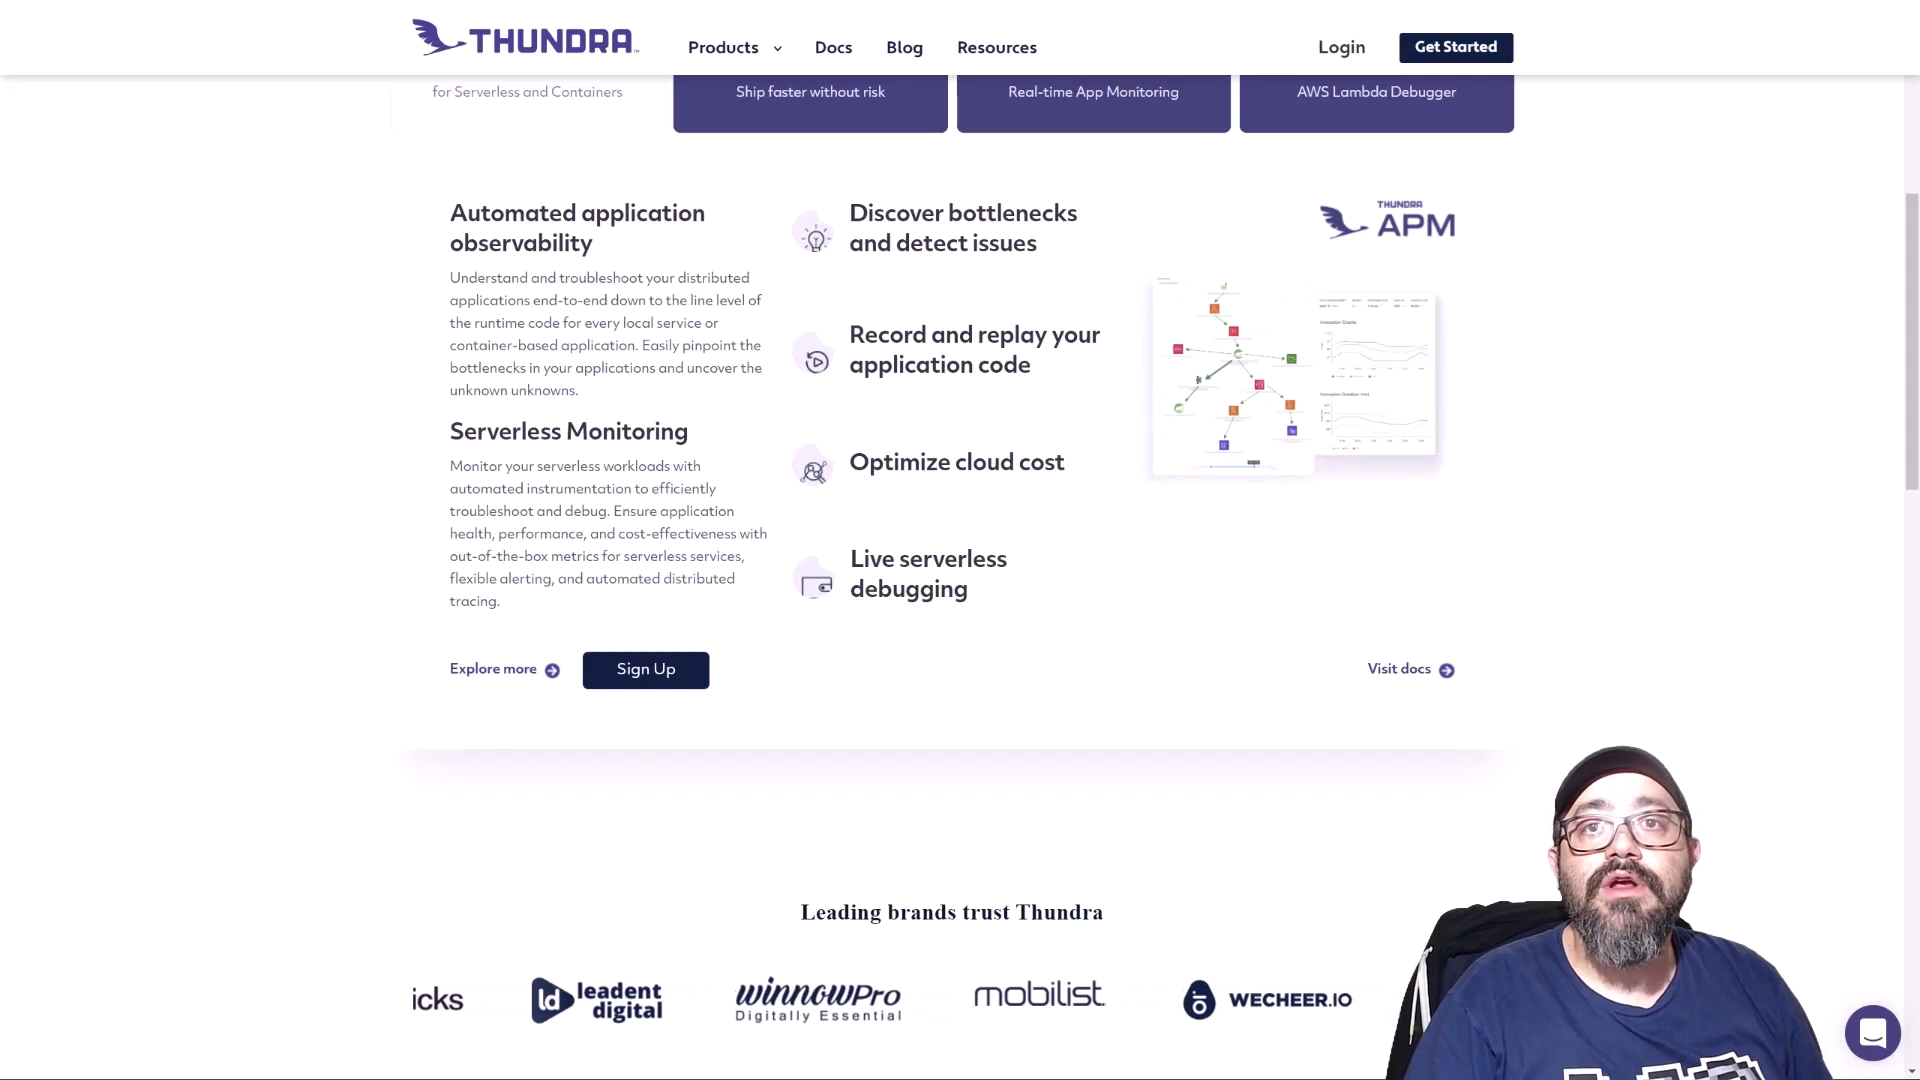 THUNDRA
Products
Docs
Blog
Resources
Login
Get Started
for Serverless and Containers
Ship faster without risk
Real-time App Monitoring
AWS Lambda Debugger
Automated application
observability
Understand and troubleshoot your distributed
applications end-to-end down to the line level of
the runtime code for every local service or
container-based application. Easily pinpoint the
bottlenecks in your applications and uncover the
unknown unknowns.
Serverless Monitoring
Monitor your serverless workloads with
automated instrumentation to efficiently
troubleshoot and debug. Ensure application
health, performance, and cost-effectiveness with
out-of-the-box metrics for serverless services,
flexible alerting, and automated distributed
tracing.
Discover bottlenecks
and detect issues
Record and replay your
application code
Optimize cloud cost
Live serverless
debugging
THUNDRA
APM
Explore more
Sign Up
Visit docs
Leading brands trust Thundra
icks
ld leadent
digital
winnowPro
Digitally Essential
mobilist.
WECHEER.IO